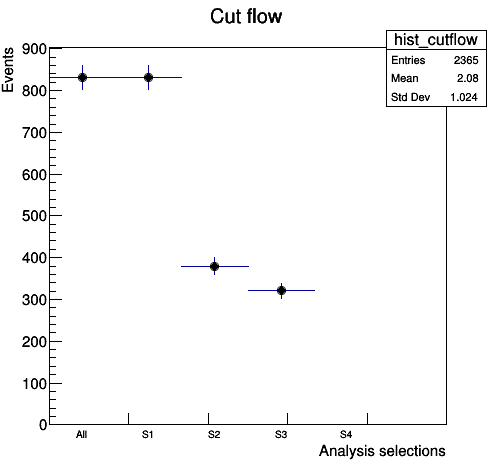 Cut flow
hist_cutflow
Entries 2365
Mean 2.08
Std Dev 1.024
Events
900
800
700
600
500
400
300
200
100
0
All S1 S2 S3 S4
Analysis selections